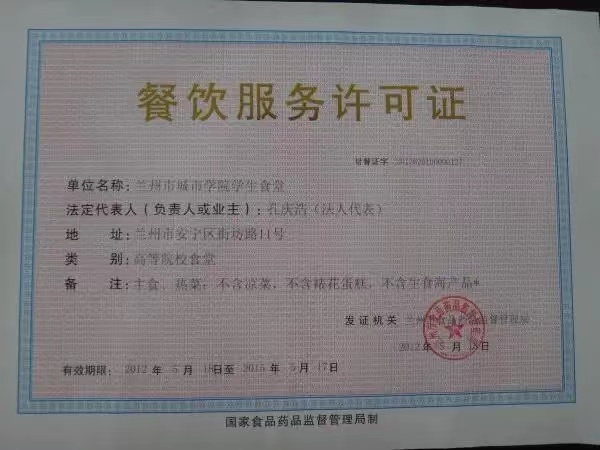 餐饮服务许可证
甘餐证字
单位名称：兰州市城市学院学生食堂
法定代表人（负责人或业主）：孔庆浩（法人代表）
地 址：兰州市安宁区街坊路11号
类 别：高等院校食堂
备 注：主食、热菜；不含凉菜，不含裱花蛋糕，不含生食海产品*
发证机关 兰州 监督管理局
2012年 5 月 18日
有效期限：2012 年 5 月 18日至 2015 年 5 月 17日
国家食品药品监督管理局制